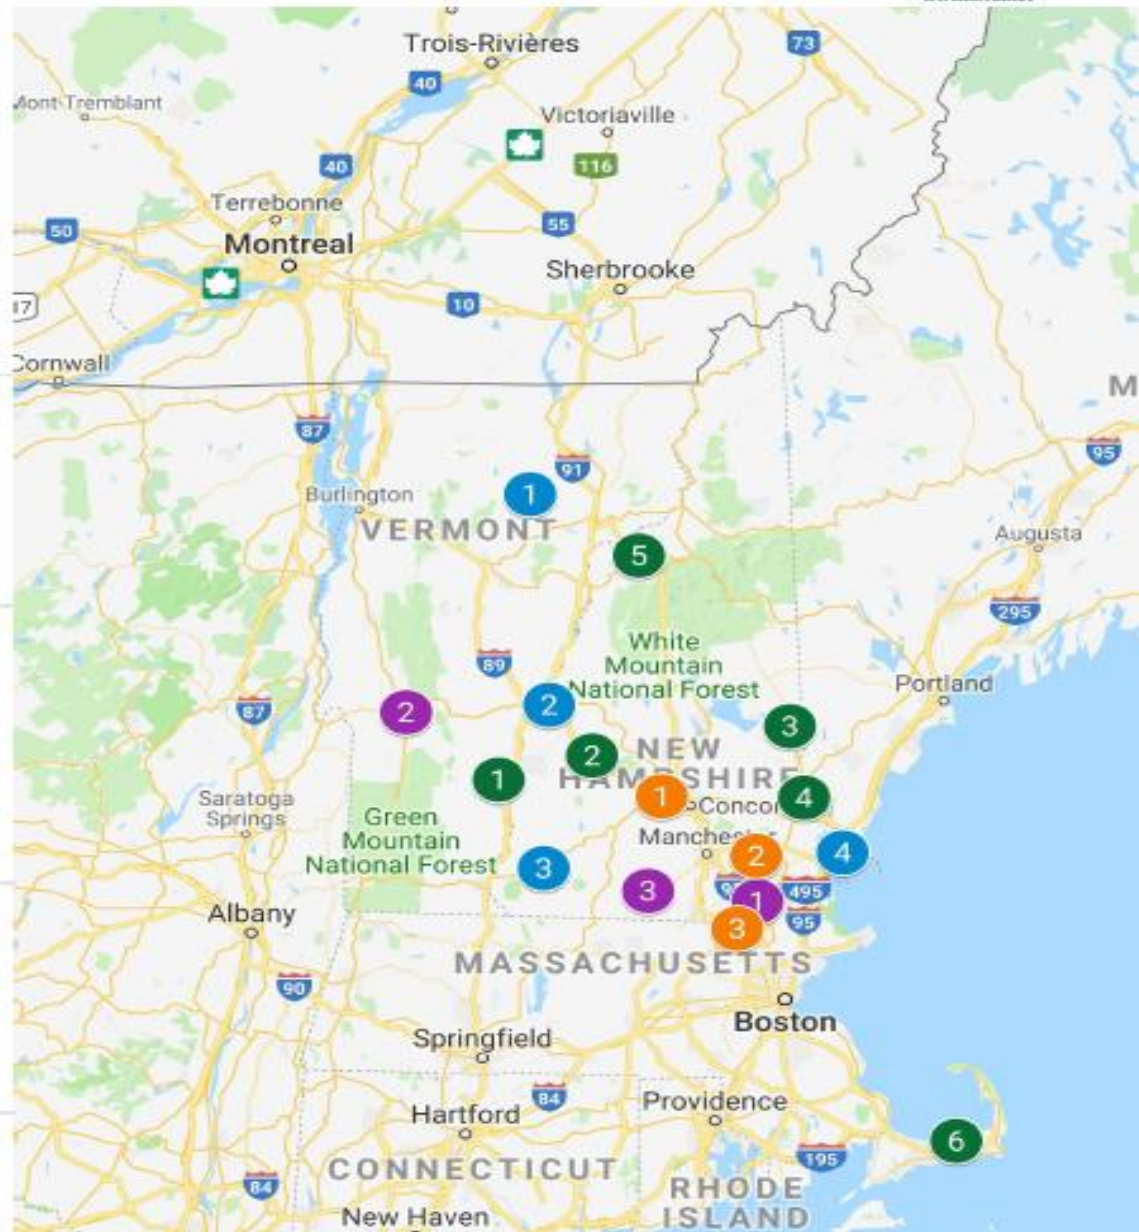 Trois-Rivières
73
40
Mont-Tremblant
Victoriaville
40
116
Terrebonne
50
55
Montreal
Sherbrooke
17
10
Cornwall
M
87
95
91
Burlington
1
VERMONT
Augusta
5
295
White
Mountain
National Forest
89
Portland
87
2
2
3
NEW
HAMPSHIRE
2
1
Saratoga
Springs
1
Concor
4
Green
Mountain
National Forest
Manchester
2
4
3
3
9
495
1
95
Albany
3
MASSACHUSETTS
90
Boston
Springfield
84
Hartford
Providence
6
195
CONNECTICUT
84
RHODE
ISLAND
New Haven